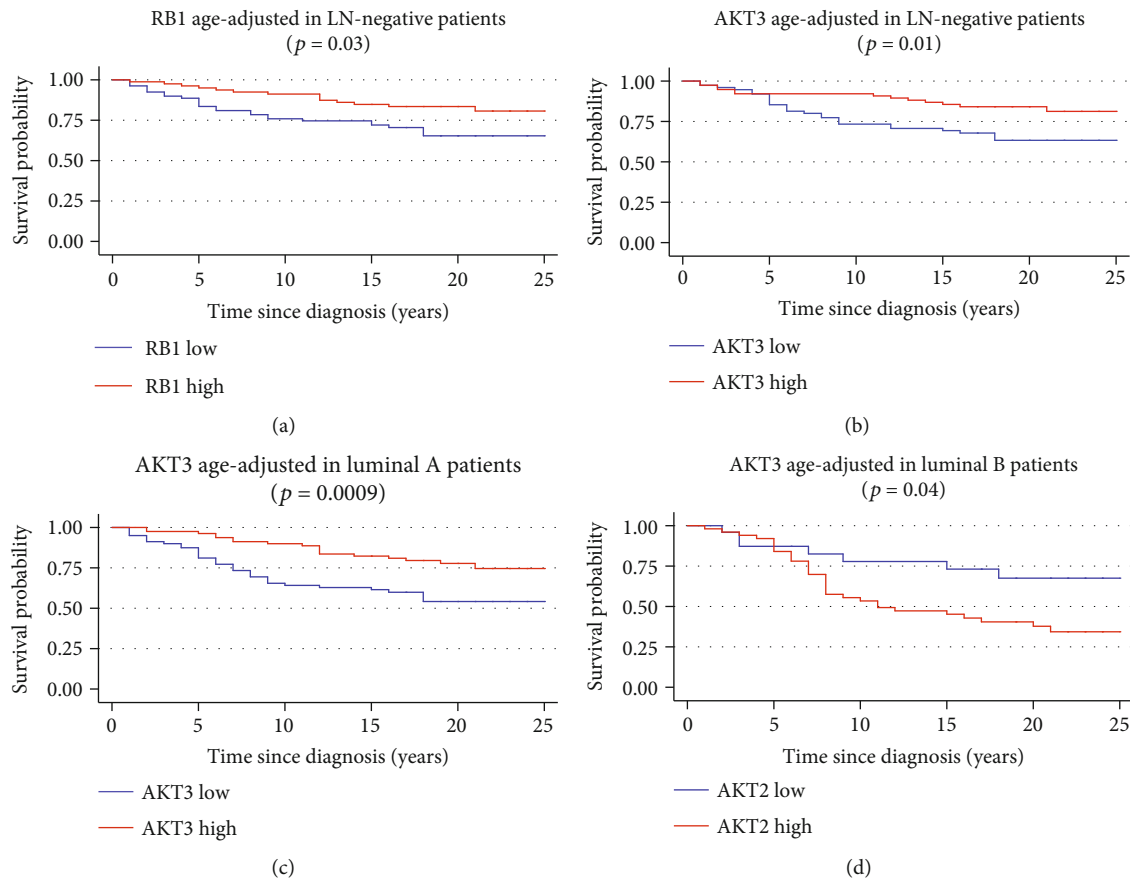 RB1 age-adjusted in LN-negative patients
(p = 0.03)
Survival probability
1.00
0.75
0.50
0.25
0.00
0 5 10 15 20 25
Time since diagnosis (years)
RB1 low
RB1 high
(a)
AKT3 age-adjusted in LN-negative patients
(p = 0.01)
Survival probability
1.00
0.75
0.50
0.25
0.00
0 5 10 15 20 25
Time since diagnosis (years)
AKT3 low
AKT3 high
(b)
AKT3 age-adjusted in luminal A patients
(p = 0.0009)
Survival probability
1.00
0.75
0.50
0.25
0.00
0 5 10 15 20 25
Time since diagnosis (years)
AKT3 low
AKT3 high
(c)
AKT3 age-adjusted in luminal B patients
(p = 0.04)
Survival probability
1.00
0.75
0.50
0.25
0.00
0 5 10 15 20 25
Time since diagnosis (years)
AKT2 low
AKT2 high
(d)